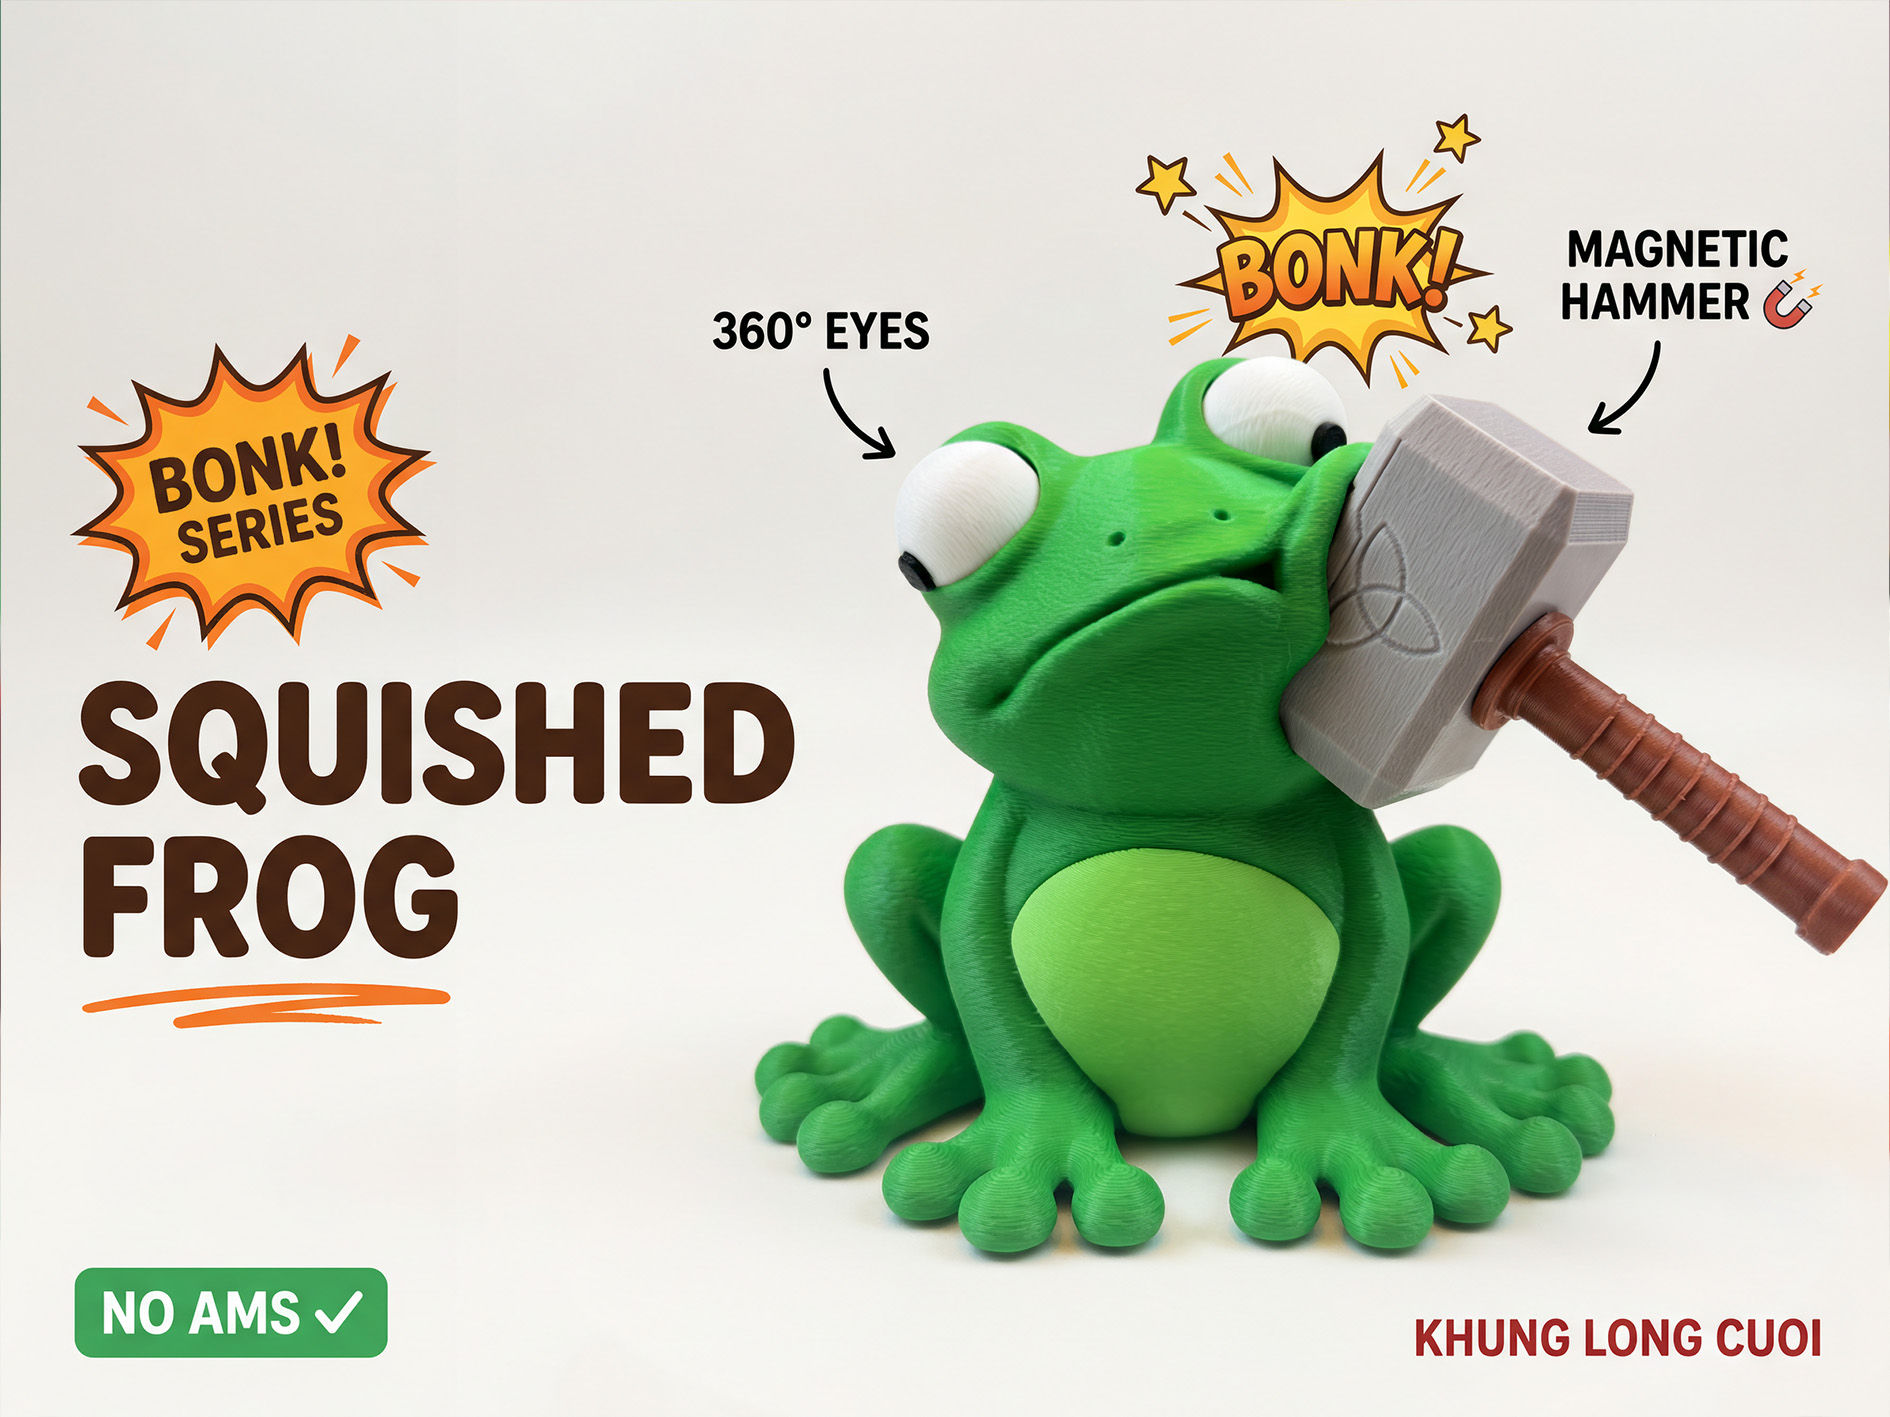 BONK!
360° EYES
MAGNETIC
HAMMER
BONK!
SERIES
SQUISHED
FROG
NO AMS
KHUNG LONG CUOI